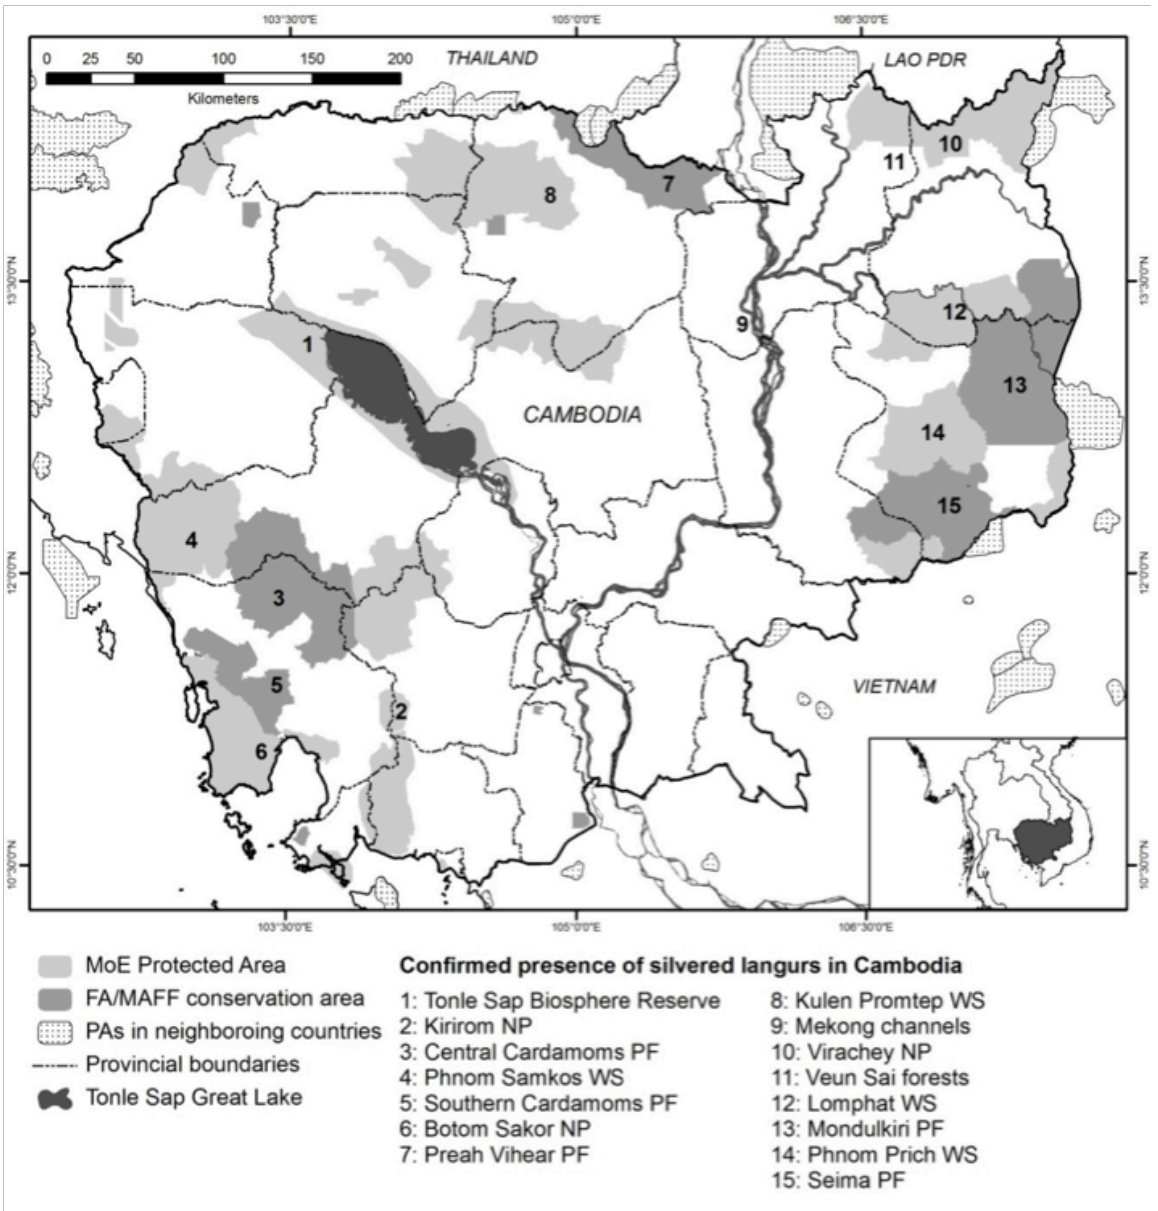 103°30'0"E 105°0'0"E 106°30'0"E
0 25 50 100 150 200
Kilometers
THAILAND
LAO PDR
10
11
8
7
13°30'0"N
13°30'0"N
12
9
1
13
CAMBODIA
14
15
4
12°0'0"N
12°0'0"N
3
5
2
VIETNAM
6
10°30'0"N
10°30'0"N
103°30'0"E 105°0'0"E 106°30'0"E
MoE Protected Area
FA/MAFF conservation area
PAs in neighboroing countries
Provincial boundaries
Tonle Sap Great Lake
Confirmed presence of silvered langurs in Cambodia
1: Tonle Sap Biosphere Reserve
2: Kirirom NP
3: Central Cardamoms PF
4: Phnom Samkos WS
5: Southern Cardamoms PF
6: Botom Sakor NP
7: Preah Vihear PF
8: Kulen Promtep WS
9: Mekong channels
10: Virachey NP
11: Veun Sai forests
12: Lomphat WS
13: Mondulkiri PF
14: Phnom Prich WS
15: Seima PF